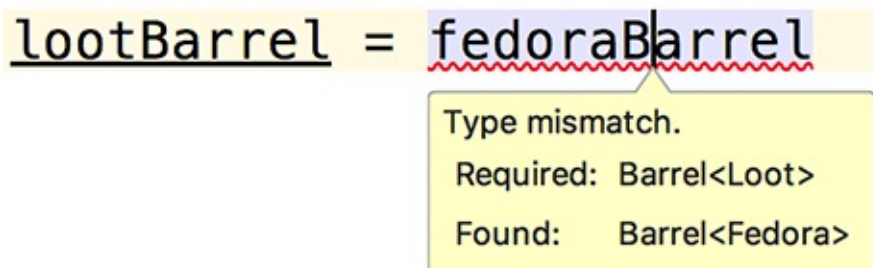 lootBarrel = fedoraBarrel
Type mismatch.
Required: Barrel<Loot>
Found: Barrel<Fedora>